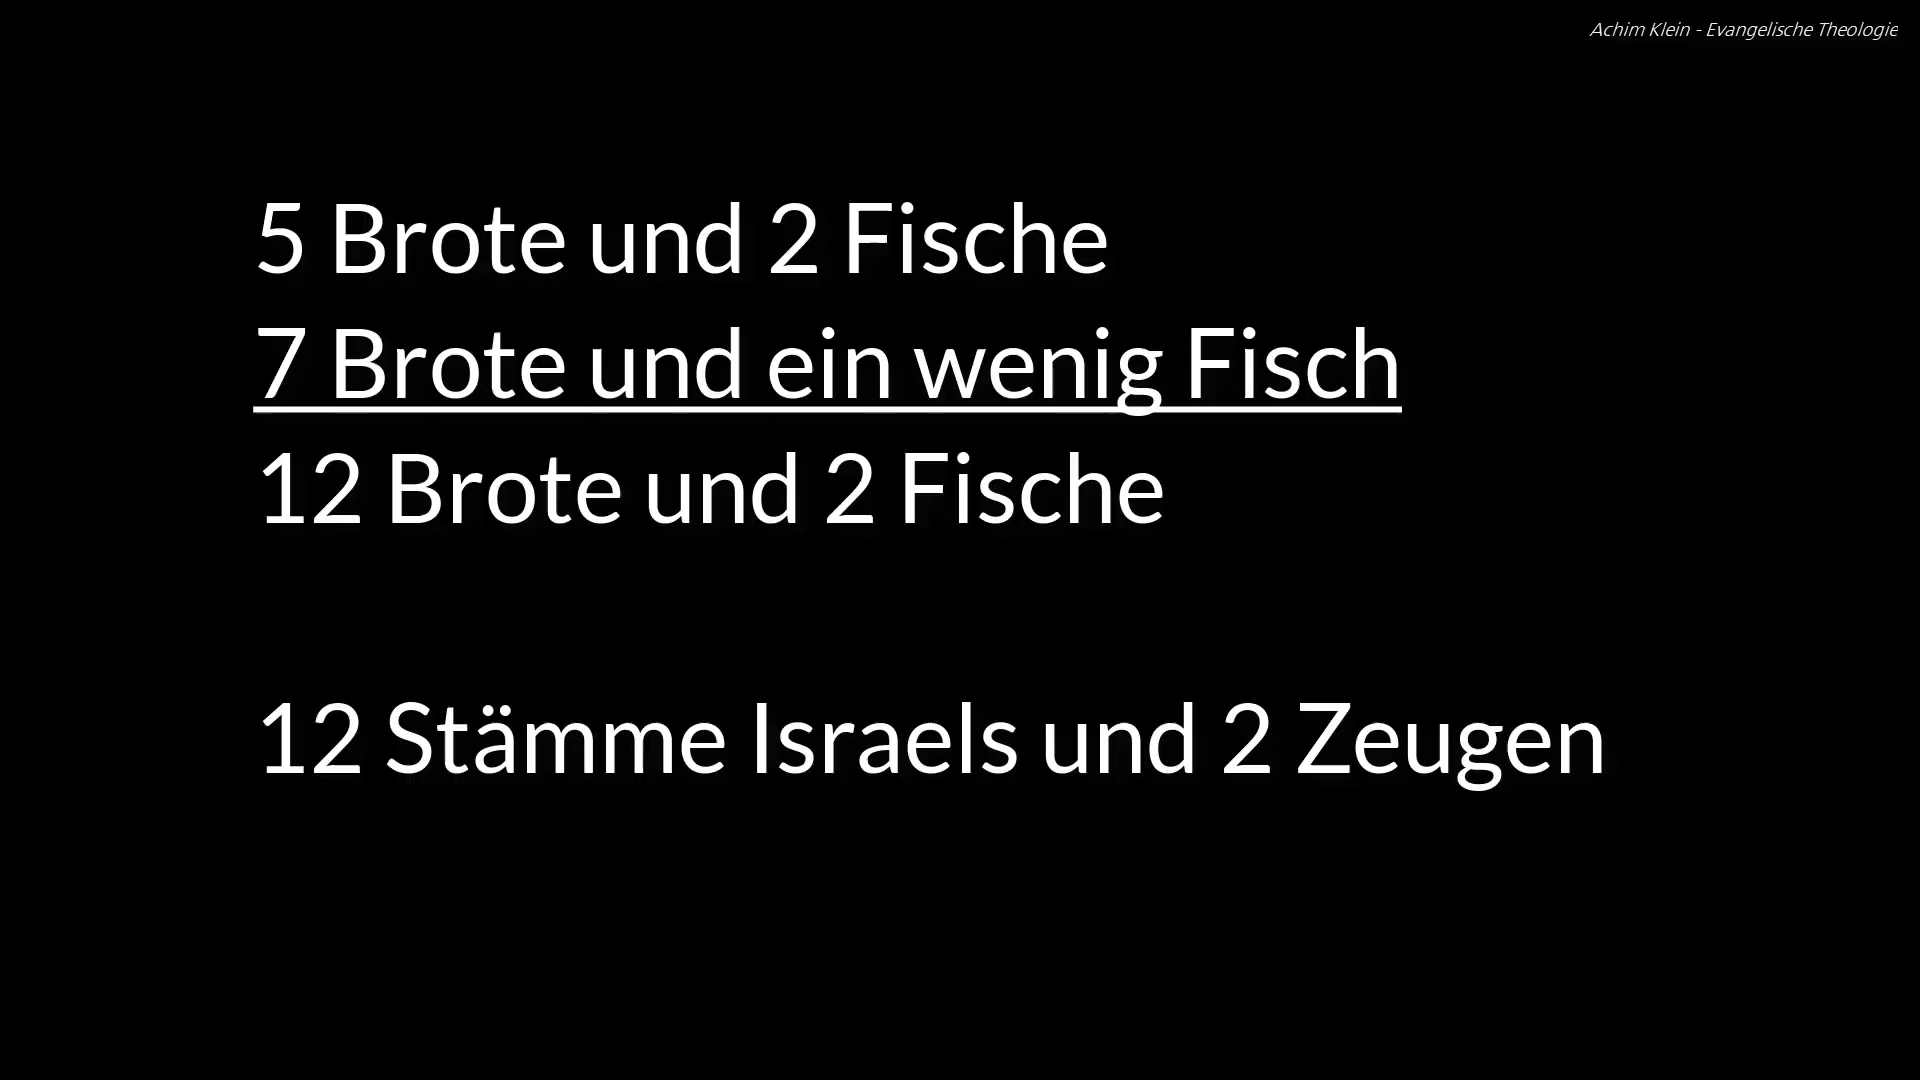 Achim Klein - Evangelische Theologie
5 Brote und 2 Fische
7 Brote und ein wenig Fisch
12 Brote und 2 Fische
12 Stämme Israels und 2 Zeugen